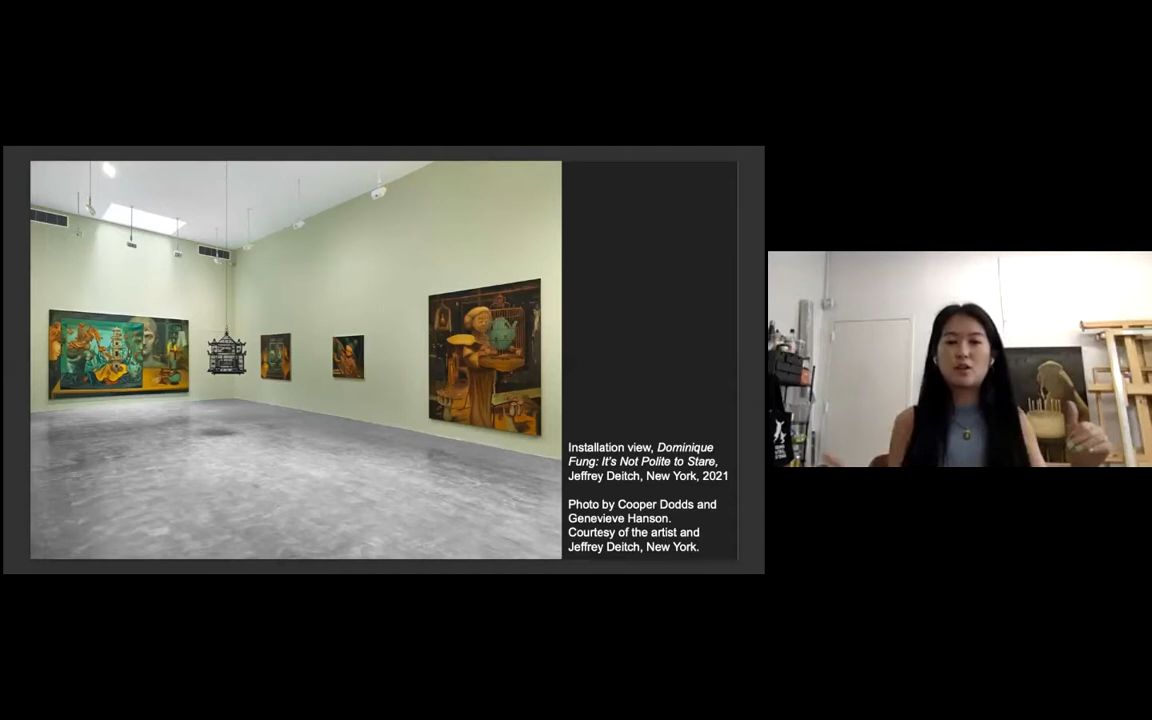 Installation view, Dominique
Fung: It's Not Polite to Stare,
Jeffrey Deitch, New York, 2021
Photo by Cooper Dodds and
Genevieve Hanson.
Courtesy of the artist and
Jeffrey Deitch, New York.